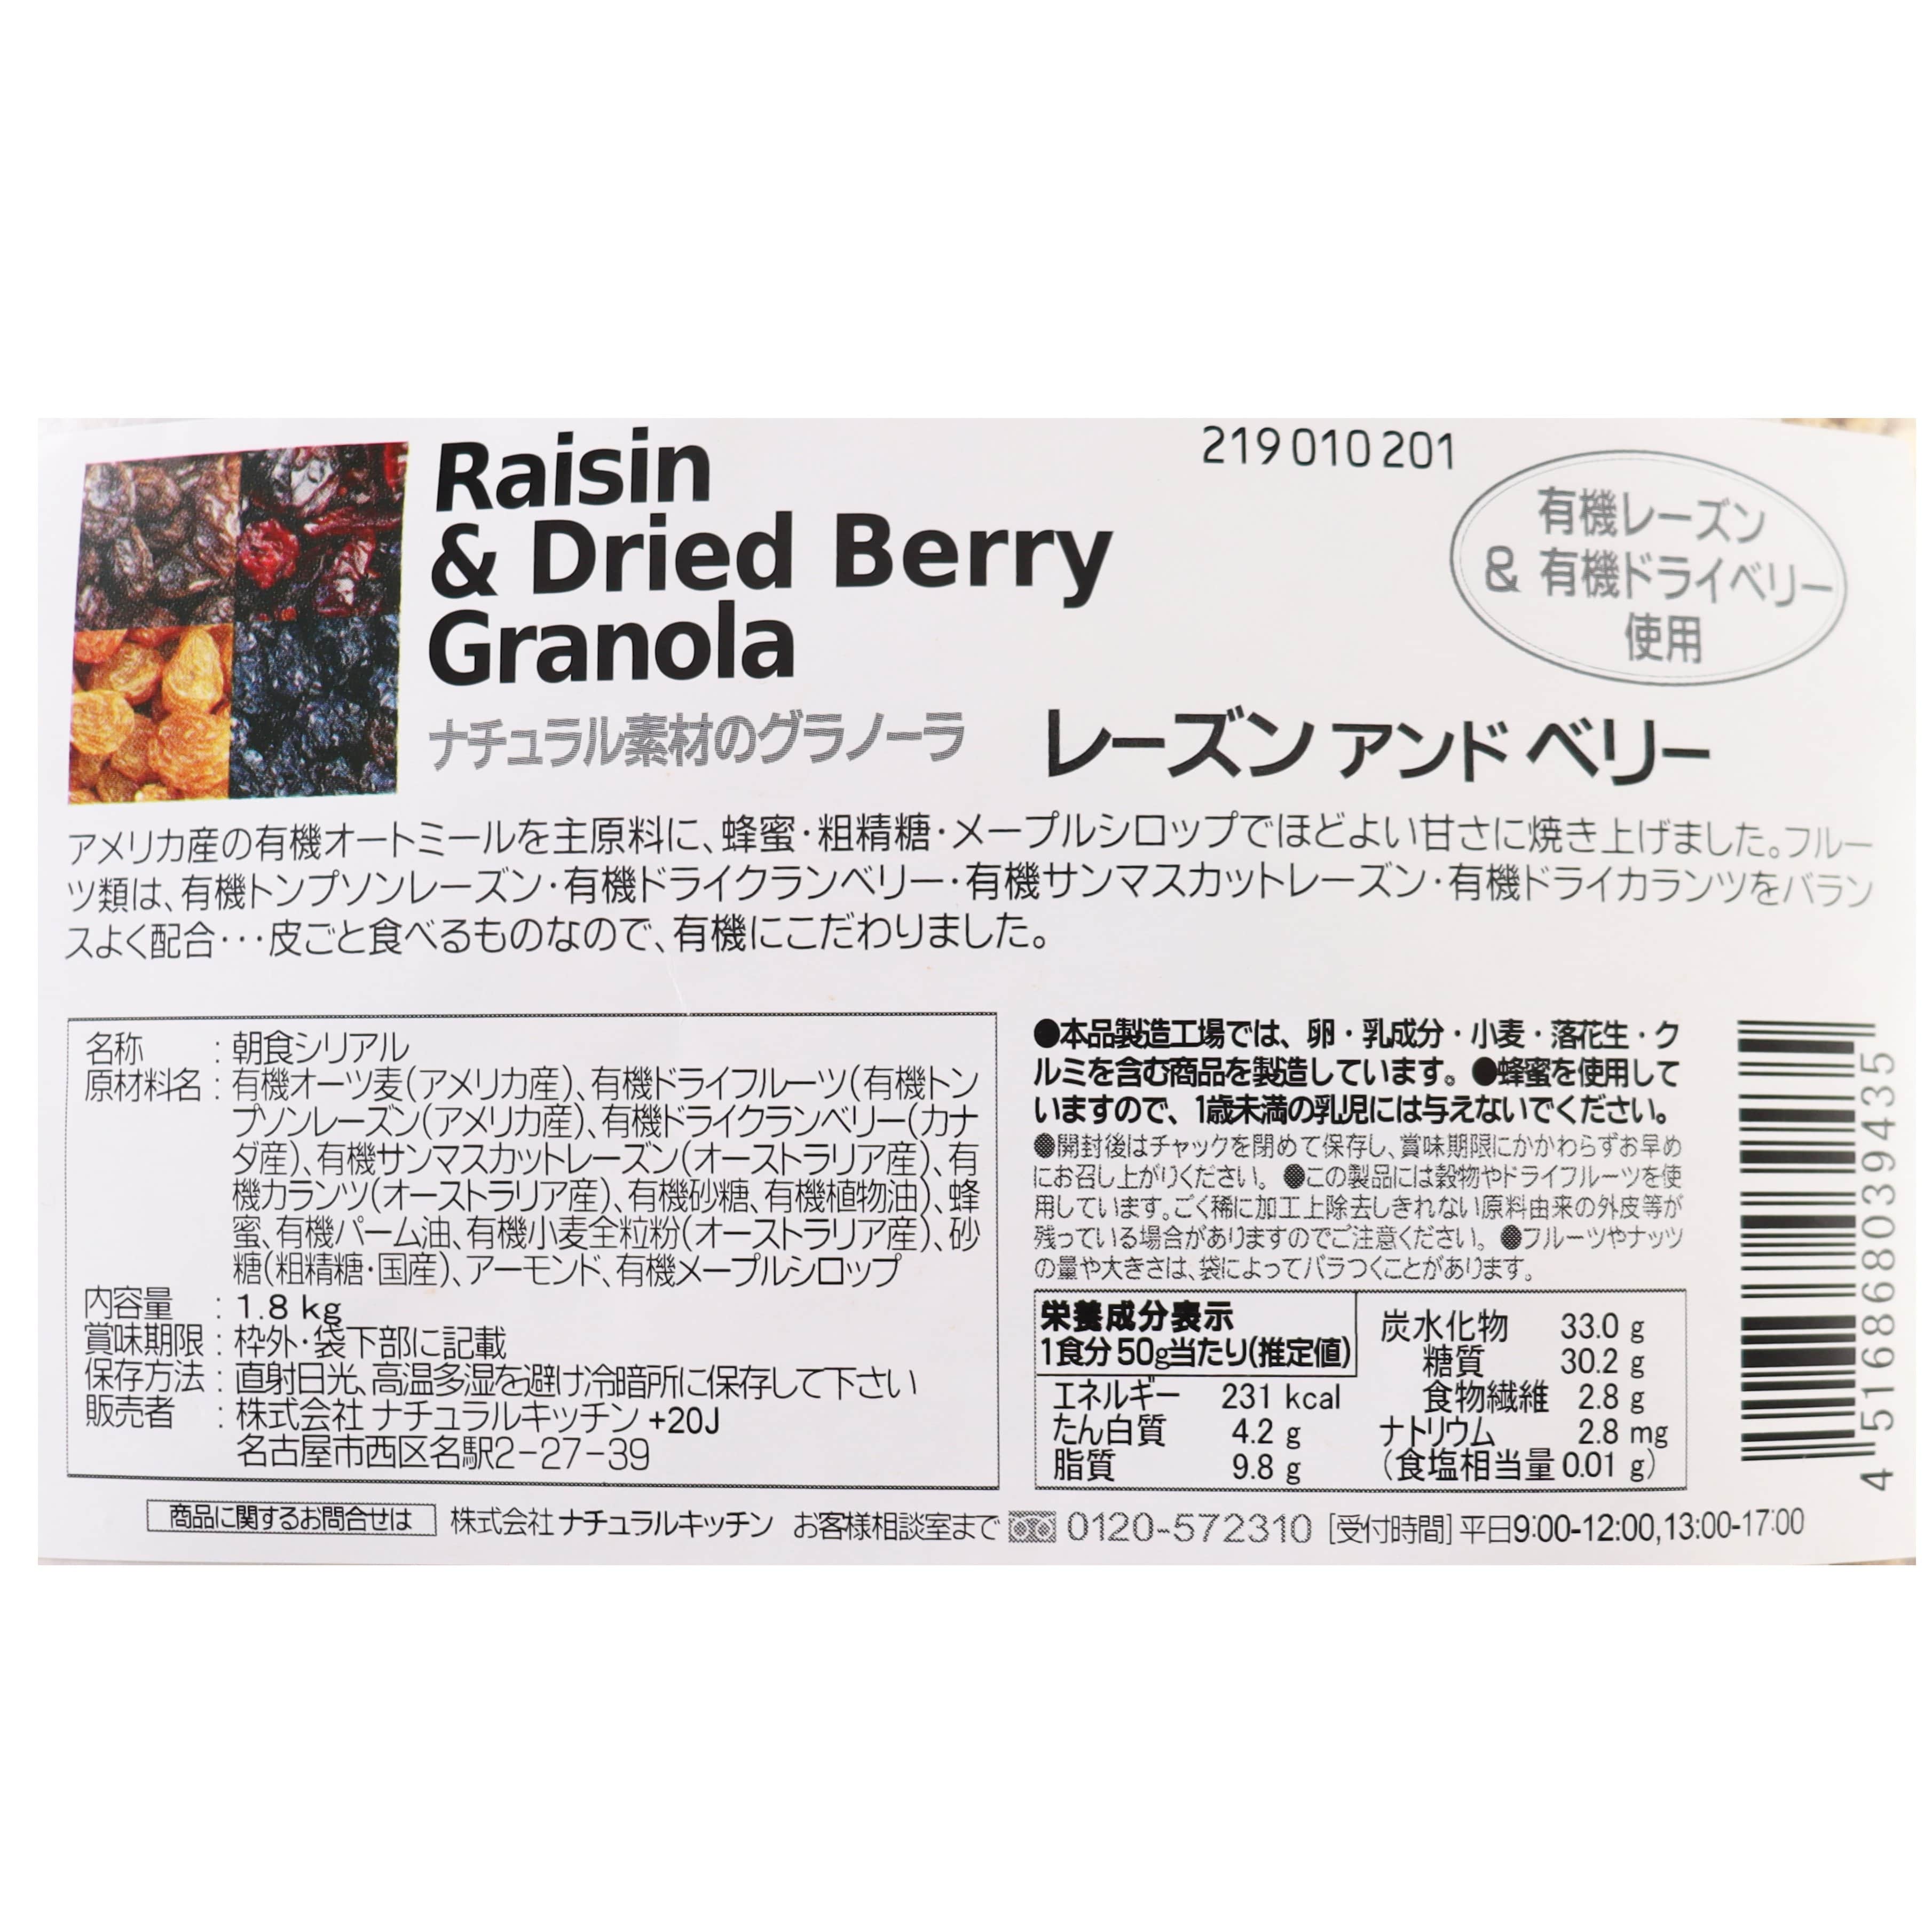 Raisin
& Dried Berry
Granola
219 010 201
有機レーズン
& 有機ドライベリー
使用
ナチュラル素材のグラノーラ レーズン アンド ベリー
アメリカ産の有機オートミールを主原料に、蜂蜜・粗精糖・メープルシロップでほどよい甘さに焼き上げました。フルー
ツ類は、有機トンプソンレーズン・有機ドライクランベリー・有機サンマスカットレーズン・有機ドライカランツをバラン
スよく配合・・・皮ごと食べるものなので、有機にこだわりました。
名称 : 朝食シリアル
原材料名 : 有機オーツ麦(アメリカ産)、有機ドライフルーツ(有機トン
プソンレーズン(アメリカ産)、有機ドライクランベリー(カナ
ダ産)、有機サンマスカットレーズン(オーストラリア産)、有
機カランツ(オーストラリア産)、有機砂糖、有機植物油)、蜂
蜜、有機パーム油、有機小麦全粒粉(オーストラリア産)、砂
糖(粗精糖・国産)、アーモンド、有機メープルシロップ
内容量 : 1.8 kg
賞味期限 : 枠外・袋下部に記載
保存方法 : 直射日光、高温多湿を避け冷暗所に保存して下さい
販売者 : 株式会社 ナチュラルキッチン +20J
名古屋市西区名駅2-27-39
●本品製造工場では、卵・乳成分・小麦・落花生・ク
ルミを含む商品を製造しています。●蜂蜜を使用して
いますので、1歳未満の乳児には与えないでください。
●開封後はチャックを閉めて保存し、賞味期限にかかわらずお早め
にお召し上がりください。●この製品には穀物やドライフルーツを使
用しています。ごく稀に加工上除去しきれない原料由来の外皮等が
残っている場合がありますのでご注意ください。●フルーツやナッツ
の量や大きさは、袋によってバラつくことがあります。
栄養成分表示
1食分 50g当たり(推定値)
エネルギー 231 kcal
たん白質 4.2 g
脂質 9.8 g
炭水化物 33.0 g
糖質 30.2 g
食物繊維 2.8 g
ナトリウム 2.8 mg
(食塩相当量 0.01 g)
4 516868039435
商品に関するお問合せは 株式会社ナチュラルキッチン お客様相談室まで 0120-572310 [受付時間] 平日9:00-12:00,13:00-17:00